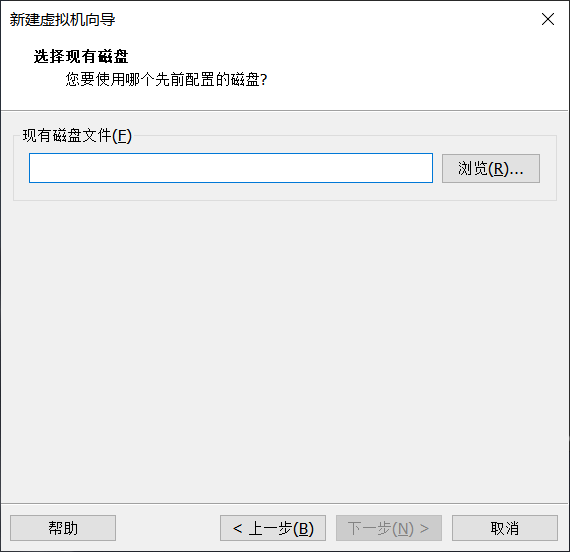 新建虚拟机向导
选择现有磁盘
您要使用哪个先前配置的磁盘?
现有磁盘文件(F)
浏览(R)...
帮助
< 上一步(B)
下一步(N) >
取消